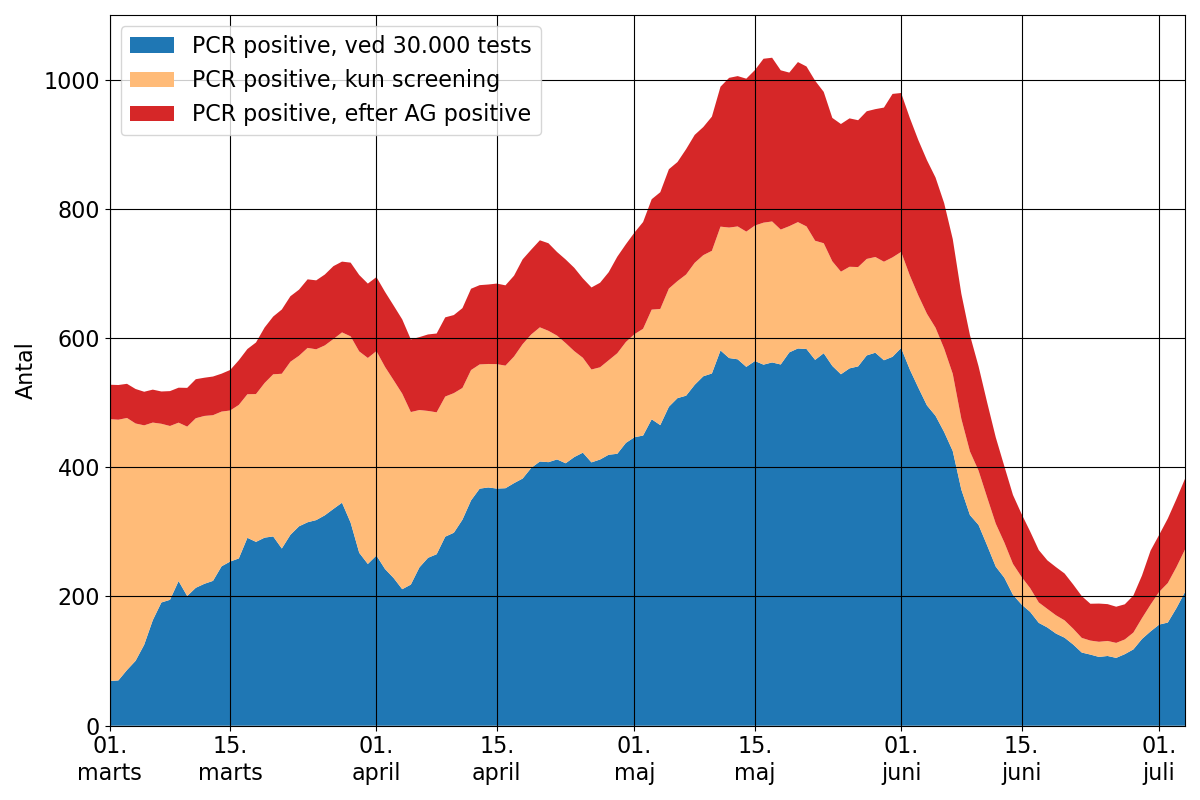 PCR positive, ved 30.000 tests
PCR positive, kun screening
PCR positive, efter AG positive
Antal
1000
800
600
400
200
0
01. 15. 01. 15. 01. 15. 01. 15. 01.
marts marts april april maj maj juni juni juli